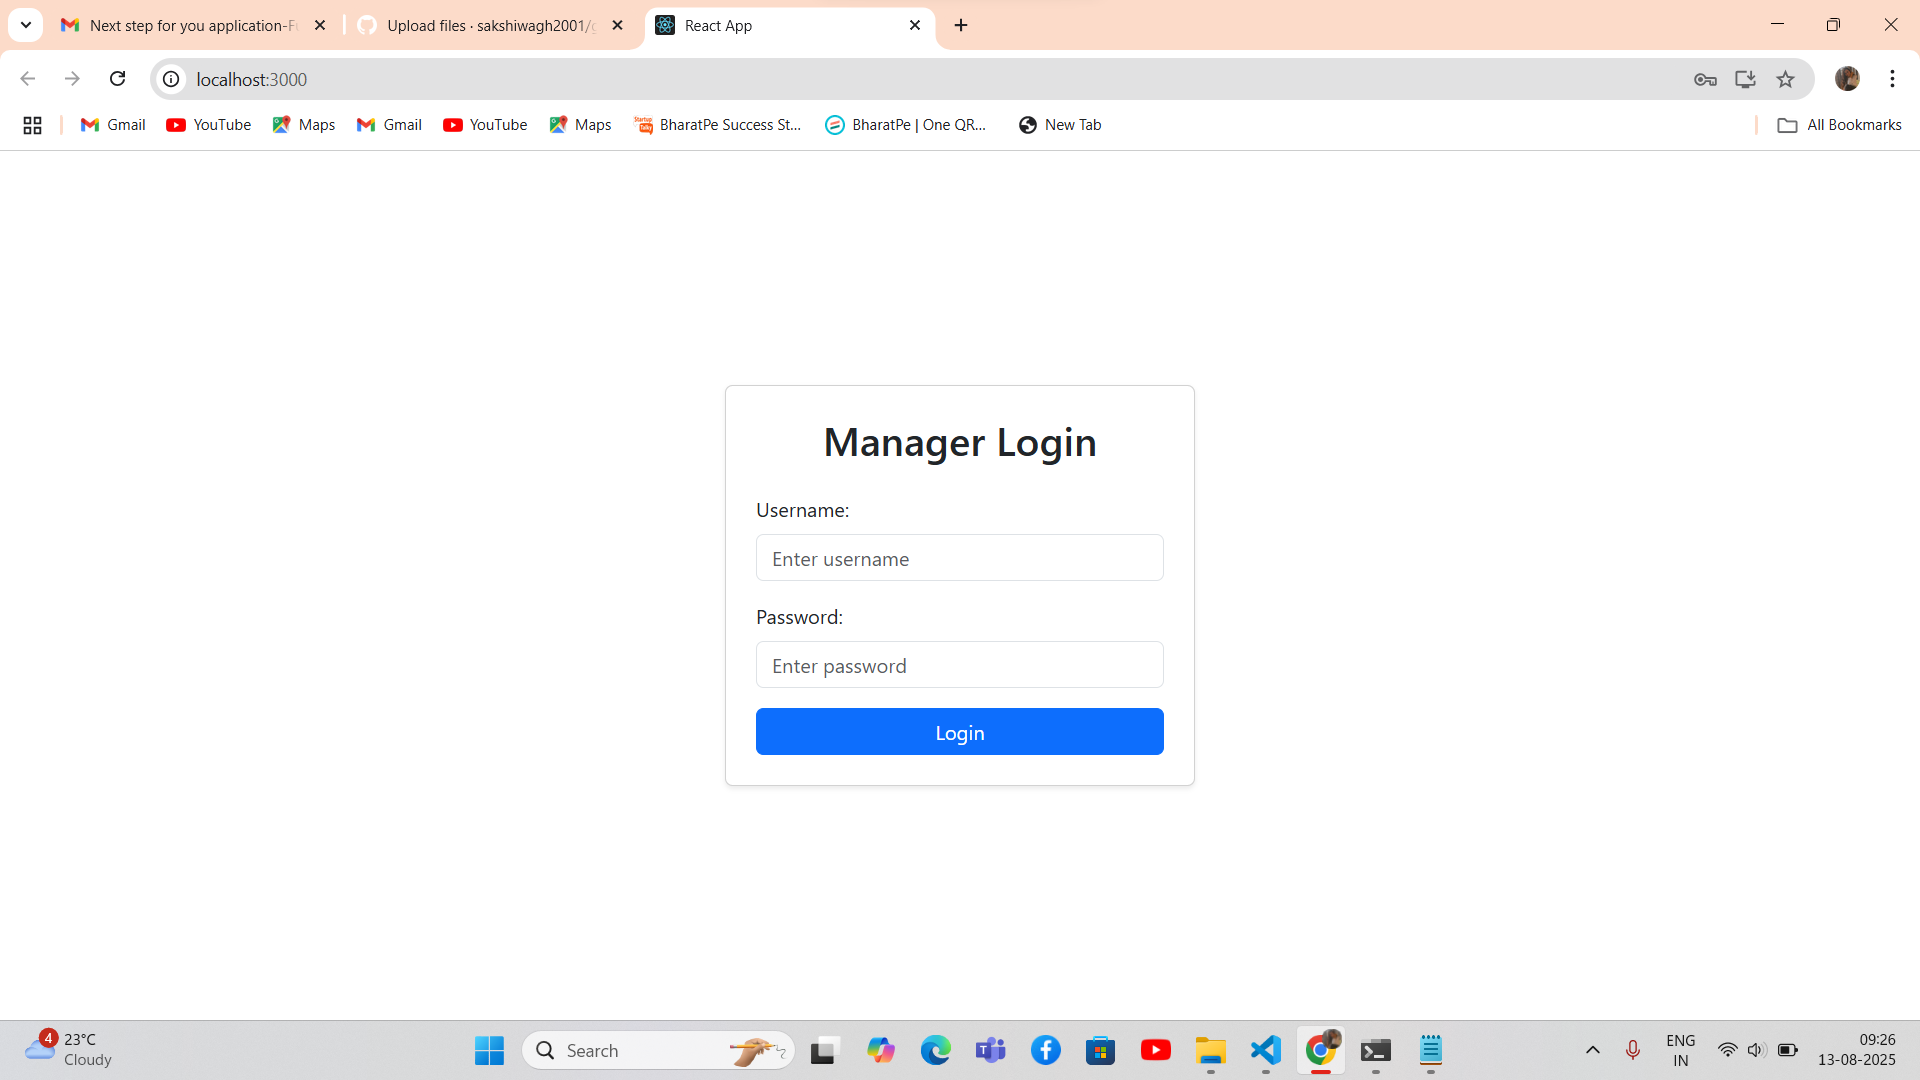 Next step for you application-Fu
Upload files · sakshiwagh2001/g
React App
localhost:3000
Gmail
YouTube
Maps
Gmail
YouTube
Maps
BharatPe Success St...
BharatPe | One QR...
New Tab
All Bookmarks
Manager Login
Username:
Enter username
Password:
Enter password
Login
4
23°C
Cloudy
Search
ENG
IN
09:26
13-08-2025